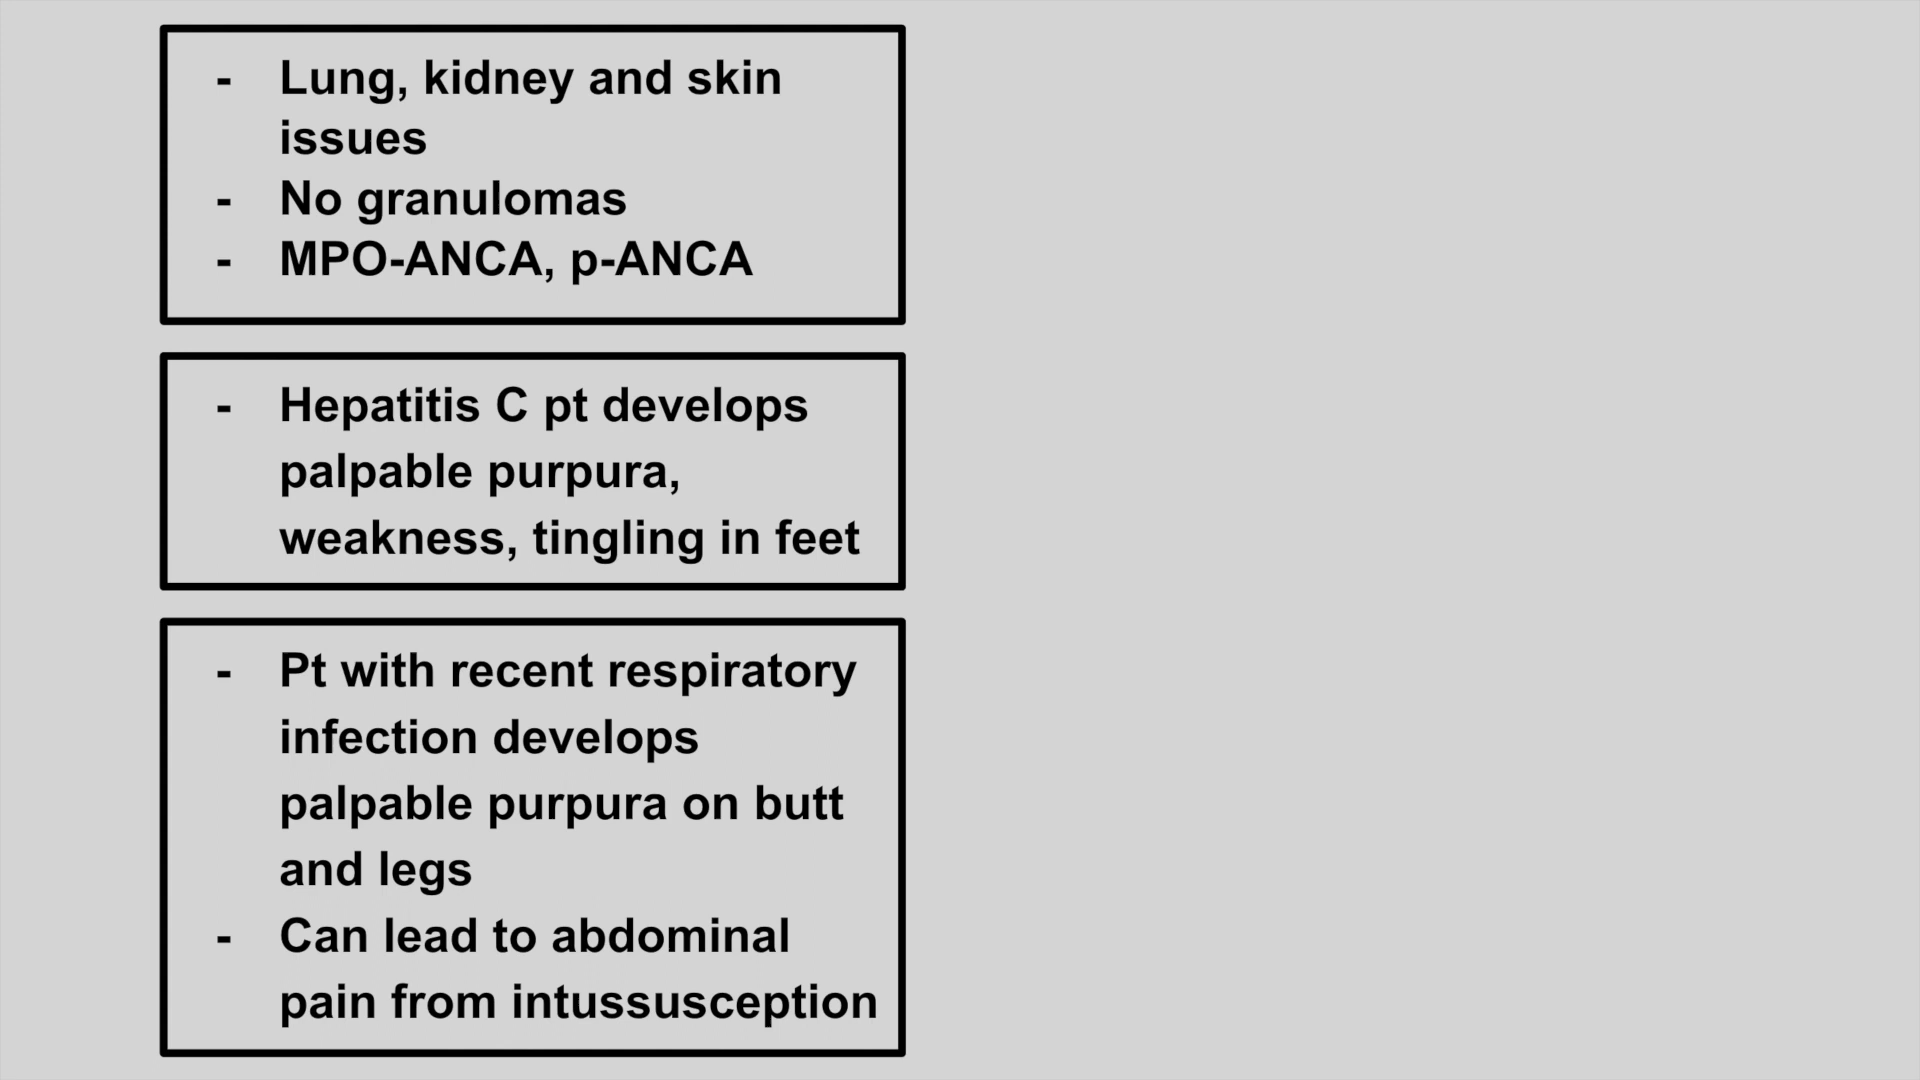 - Lung, kidney and skin
issues
- No granulomas
- MPO-ANCA, p-ANCA
- Hepatitis C pt develops
palpable purpura,
weakness, tingling in feet
- Pt with recent respiratory
infection develops
palpable purpura on butt
and legs
- Can lead to abdominal
pain from intussusception